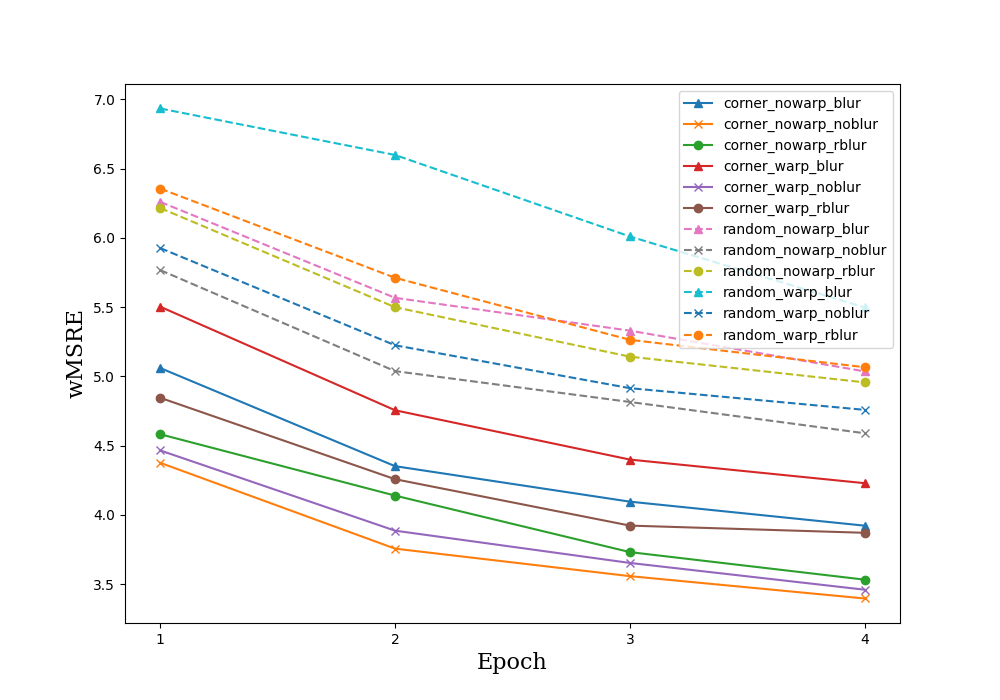 7.0
6.5
6.0
5.5
5.0
4.5
4.0
3.5
wMSRE
1
2
3
4
Epoch
corner_nowarp_blur
corner_nowarp_noblur
corner_nowarp_rblur
corner_warp_blur
corner_warp_noblur
corner_warp_rblur
random_nowarp_blur
random_nowarp_noblur
random_nowarp_rblur
random_warp_blur
random_warp_noblur
random_warp_rblur